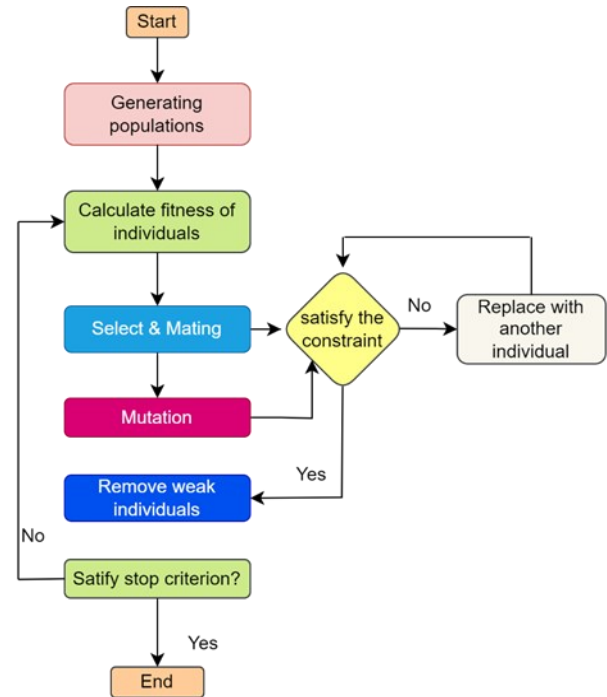 Start
Generating
populations
Calculate fitness of
individuals
Select & Mating
satisfy the
constraint
No
Replace with
another
individual
Mutation
Yes
Remove weak
individuals
No
Satify stop criterion?
Yes
End